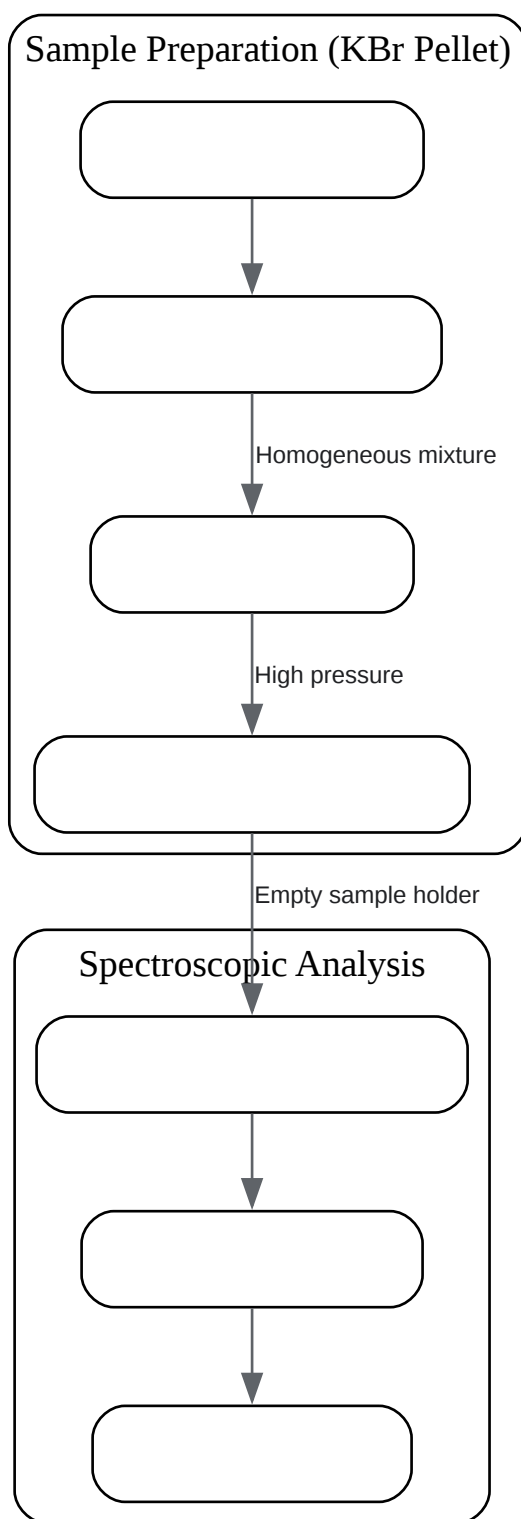 Sample Preparation (KBr Pellet)
Homogeneous mixture
High pressure
Empty sample holder
Spectroscopic Analysis